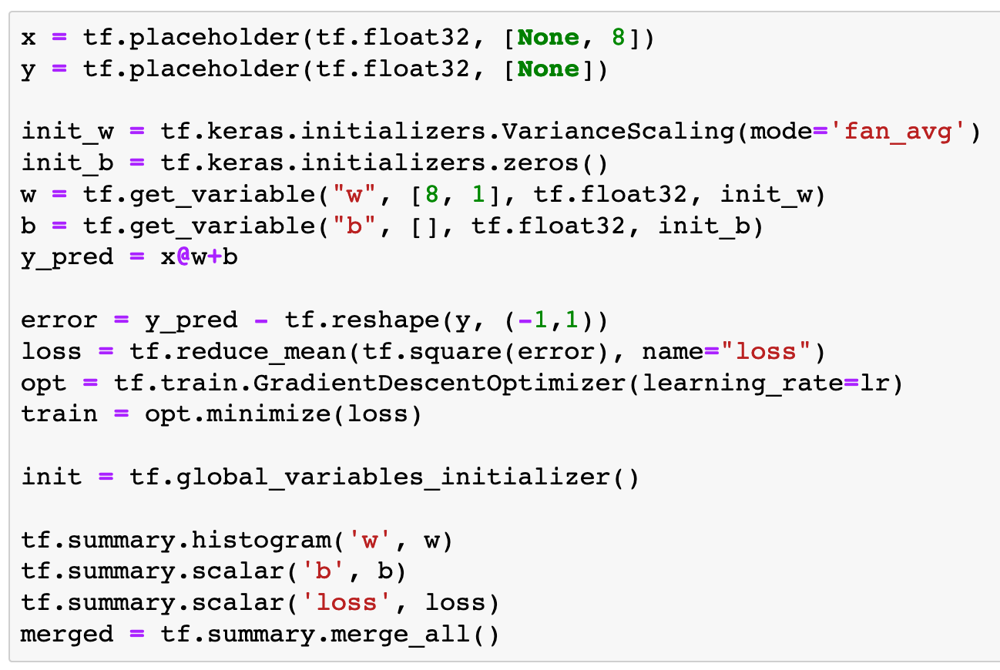 x = tf.placeholder(tf.float32, [None, 8])
y = tf.placeholder(tf.float32, [None])
init_w = tf.keras.initializers.VarianceScaling(mode='fan_avg')
init_b = tf.keras.initializers.zeros()
w = tf.get_variable("w", [8, 1], tf.float32, init_w)
b = tf.get_variable("b", [], tf.float32, init_b)
y_pred = x@w+b
error = y_pred - tf.reshape(y, (-1,1))
loss = tf.reduce_mean(tf.square(error), name="loss")
opt = tf.train.GradientDescentOptimizer(learning_rate=lr)
train = opt.minimize(loss)
init = tf.global_variables_initializer()
tf.summary.histogram('w', w)
tf.summary.scalar('b', b)
tf.summary.scalar('loss', loss)
merged = tf.summary.merge_all()